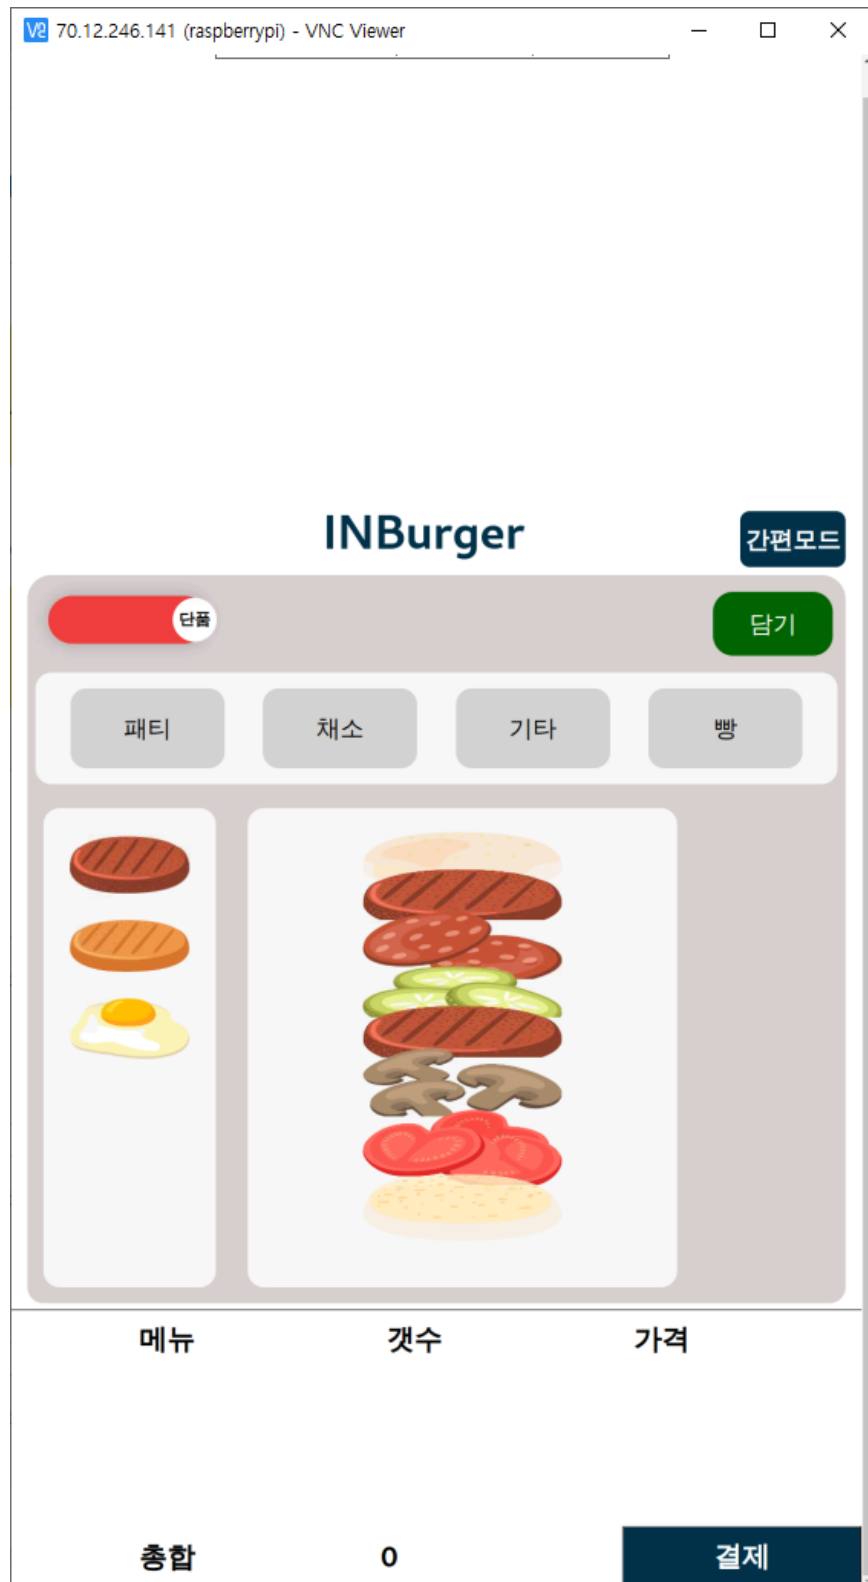 70.12.246.141 (raspberrypi) - VNC Viewer
INBurger
간편모드
단품
담기
패티 채소 기타 빵
메뉴 갯수 가격
총합 0 결제